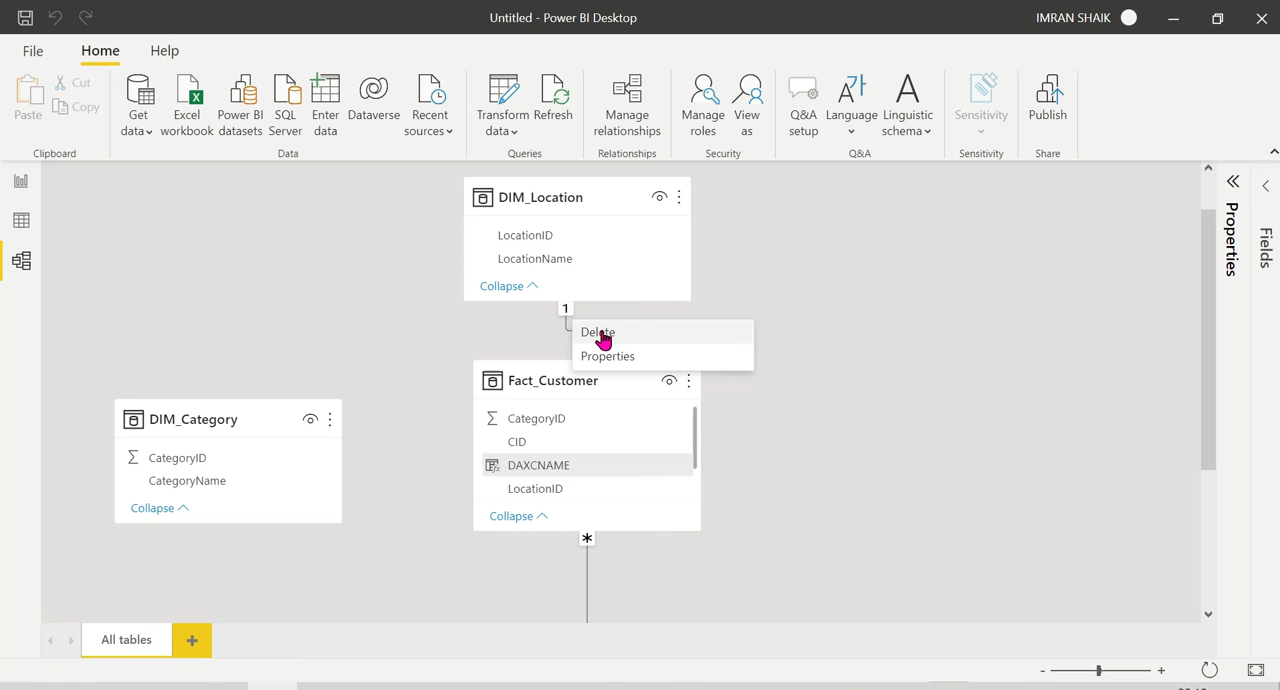 Untitled - Power BI Desktop
IMRAN SHAIK
File
Home
Help
Paste
Cut
Copy
Clipboard
Get data
Excel workbook
Power BI datasets
SQL Server
Enter data
Dataverse
Recent sources
Data
Transform data
Refresh
Queries
Manage relationships
Relationships
Manage roles
View as
Security
Q&A setup
Language
Linguistic schema
Q&A
Sensitivity
Sensitivity
Publish
Share
DIM_Location
LocationID
LocationName
Collapse
1
Delete
Properties
Fact_Customer
CategoryID
CID
DAXCNAME
LocationID
Collapse
*
DIM_Category
CategoryID
CategoryName
Collapse
Properties
Fields
All tables